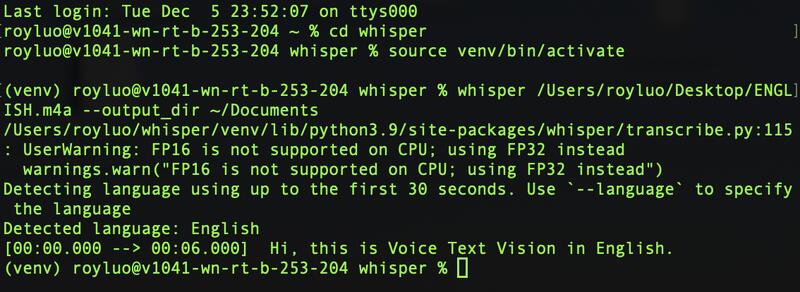 Last login: Tue Dec  5 23:52:07 on ttys000
[royluo@v1041-wn-rt-b-253-204 ~ % cd whisper ]
royluo@v1041-wn-rt-b-253-204 whisper % source venv/bin/activate
[(venv) royluo@v1041-wn-rt-b-253-204 whisper % whisper /Users/royluo/Desktop/ENGL]
ISH.m4a --output_dir ~/Documents
/Users/royluo/whisper/venv/lib/python3.9/site-packages/whisper/transcribe.py:115
: UserWarning: FP16 is not supported on CPU; using FP32 instead
  warnings.warn("FP16 is not supported on CPU; using FP32 instead")
Detecting language using up to the first 30 seconds. Use `--language` to specify
 the language
Detected language: English
[00:00.000 --> 00:06.000]  Hi, this is Voice Text Vision in English.
(venv) royluo@v1041-wn-rt-b-253-204 whisper %